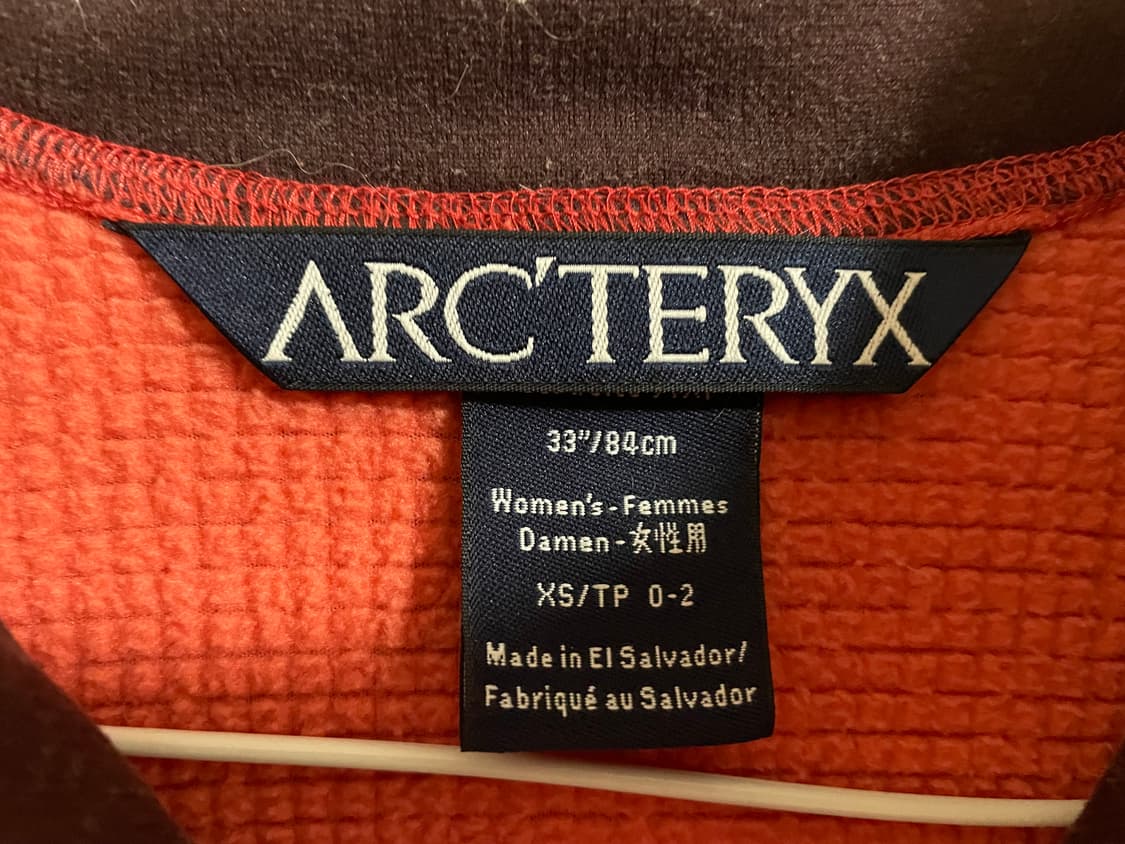 ARC'TERYX
33"/84cm
Women's-Femmes
Damen-女性用
XS/TP 0-2
Made in El Salvador/
Fabriqué au Salvador